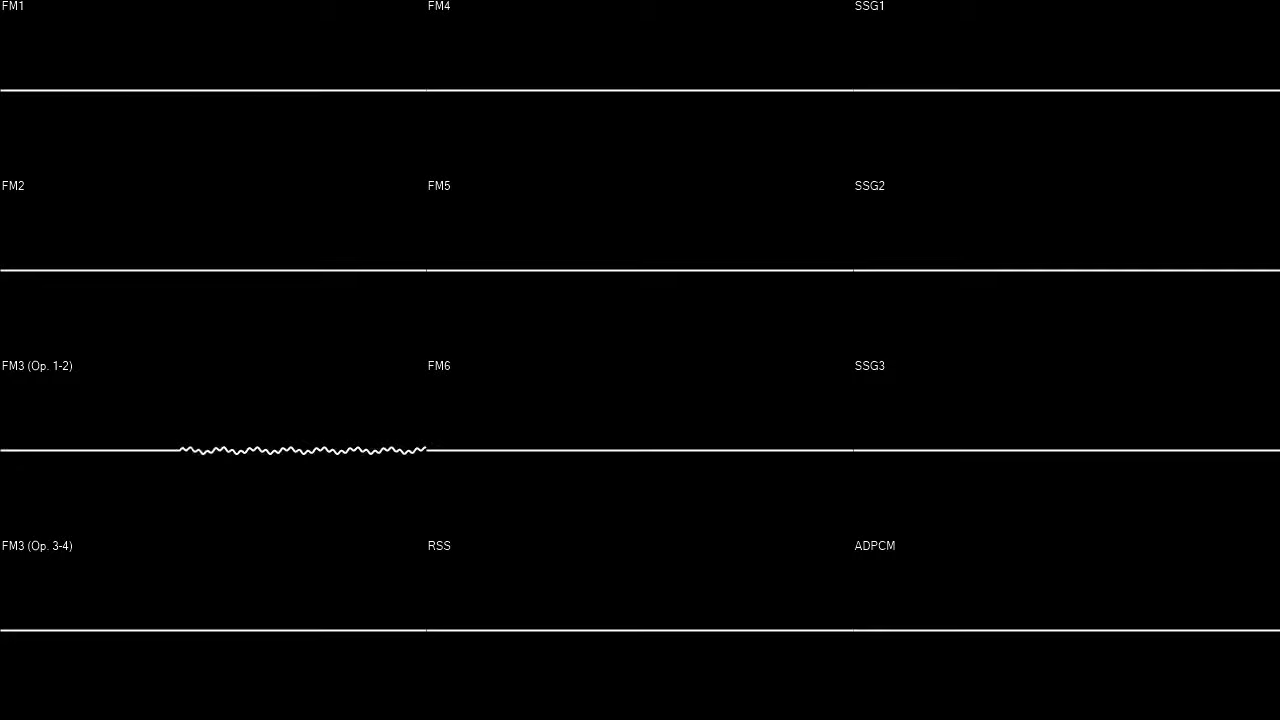 FM1
FM4
SSG1
FM2
FM5
SSG2
FM3 (Op. 1-2)
FM6
SSG3
FM3 (Op. 3-4)
RSS
ADPCM